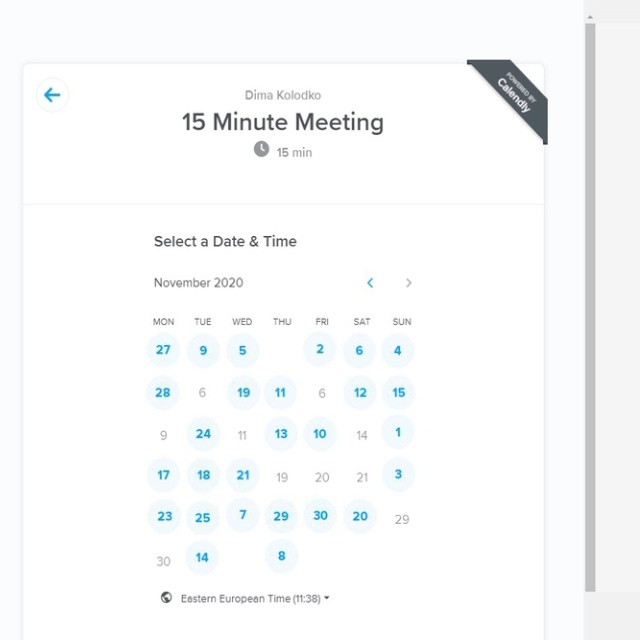 POWERED BY
Calendly
Dima Kolodko
15 Minute Meeting
15 min
Select a Date & Time
November 2020
MON TUE WED THU FRI SAT SUN
27 9 5 2 6 4
28 6 19 11 6 12 15
9 24 11 13 10 14 1
17 18 21 19 20 21 3
23 25 7 29 30 20 29
30 14 8
Eastern European Time (11:38)